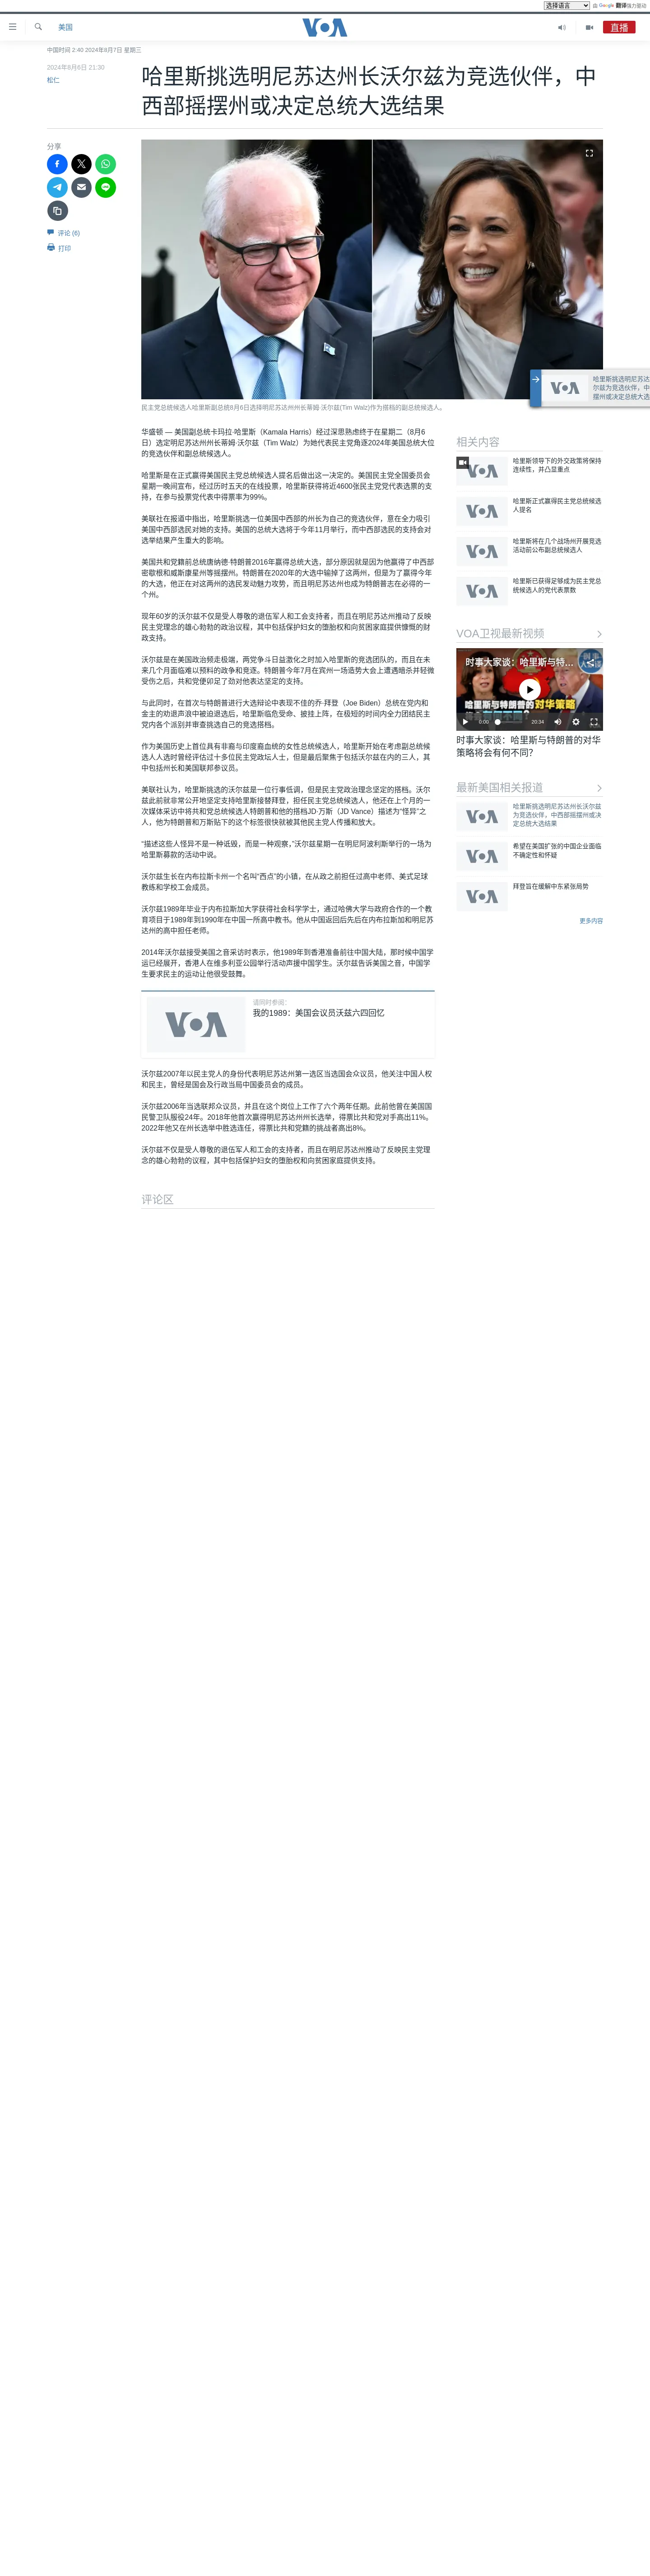 选择语言 由 Google 翻译强力驱动
美国
VOA
直播
中国时间 2:40 2024年8月7日 星期三
2024年8月6日 21:30
松仁
哈里斯挑选明尼苏达州长沃尔兹为竞选伙伴，中
西部摇摆州或决定总统大选结果
分享
评论 (6)
打印
哈里斯挑选明尼苏达
尔兹为竞选伙伴，中
摆州或决定总统大选
VOA
民主党总统候选人哈里斯副总统8月6日选择明尼苏达州州长蒂姆·沃尔兹(Tim Walz)作为搭档的副总统候选人。
华盛顿 — 美国副总统卡玛拉·哈里斯（Kamala Harris）经过深思熟虑终于在星期二（8月6
日）选定明尼苏达州州长蒂姆·沃尔兹（Tim Walz）为她代表民主党角逐2024年美国总统大位
的竞选伙伴和副总统候选人。
哈里斯是在正式赢得美国民主党总统候选人提名后做出这一决定的。美国民主党全国委员会
星期一晚间宣布，经过历时五天的在线投票，哈里斯获得将近4600张民主党党代表选票的支
持，在参与投票党代表中得票率为99%。
美联社在报道中指出，哈里斯挑选一位美国中西部的州长为自己的竞选伙伴，意在全力吸引
美国中西部选民对她的支持。美国的总统大选将于今年11月举行，而中西部选民的支持会对
选举结果产生重大的影响。
美国共和党籍前总统唐纳德·特朗普2016年赢得总统大选，部分原因就是因为他赢得了中西部
密歇根和威斯康星州等摇摆州。特朗普在2020年的大选中输掉了这两州，但是为了赢得今年
的大选，他正在对这两州的选民发动魅力攻势，而且明尼苏达州也成为特朗普志在必得的一
个州。
现年60岁的沃尔兹不仅是受人尊敬的退伍军人和工会支持者，而且在明尼苏达州推动了反映
民主党理念的雄心勃勃的政治议程，其中包括保护妇女的堕胎权和向贫困家庭提供慷慨的财
政支持。
沃尔兹是在美国政治频走极端，两党争斗日益激化之时加入哈里斯的竞选团队的，而且在未
来几个月面临难以预料的政争和竞逐。特朗普今年7月在宾州一场造势大会上遭遇暗杀并轻微
受伤之后，共和党便卯足了劲对他表达坚定的支持。
与此同时，在首次与特朗普进行大选辩论中表现不佳的乔·拜登（Joe Biden）总统在党内和
金主的劝退声浪中被迫退选后，哈里斯临危受命、披挂上阵，在极短的时间内全力团结民主
党内各个派别并审查挑选自己的竞选搭档。
作为美国历史上首位具有非裔与印度裔血统的女性总统候选人，哈里斯开始在考虑副总统候
选人人选时曾经评估过十多位民主党政坛人士，但是最后聚焦于包括沃尔兹在内的三人，其
中包括州长和美国联邦参议员。
美联社认为，哈里斯挑选的沃尔兹是一位行事低调，但是民主党政治理念坚定的搭档。沃尔
兹此前就非常公开地坚定支持哈里斯接替拜登，担任民主党总统候选人，他还在上个月的一
次媒体采访中将共和党总统候选人特朗普和他的搭档JD·万斯（JD Vance）描述为“怪异”之
人，他为特朗普和万斯贴下的这个标签很快就被其他民主党人传播和放大。
“描述这些人怪异不是一种诋毁，而是一种观察，”沃尔兹星期一在明尼阿波利斯举行的一场为
哈里斯募款的活动中说。
沃尔兹生长在内布拉斯卡州一个名叫“西点”的小镇，在从政之前担任过高中老师、美式足球
教练和学校工会成员。
沃尔兹1989年毕业于内布拉斯加大学获得社会科学学士，通过哈佛大学与政府合作的一个教
育项目于1989年到1990年在中国一所高中教书。他从中国返回后先后在内布拉斯加和明尼苏
达州的高中担任老师。
2014年沃尔兹接受美国之音采访时表示，他1989年到香港准备前往中国大陆，那时候中国学
运已经展开，香港人在维多利亚公园举行活动声援中国学生。沃尔兹告诉美国之音，中国学
生要求民主的运动让他很受鼓舞。
VOA
请同时参阅：
我的1989：美国会议员沃兹六四回忆
沃尔兹2007年以民主党人的身份代表明尼苏达州第一选区当选国会众议员，他关注中国人权
和民主，曾经是国会及行政当局中国委员会的成员。
沃尔兹2006年当选联邦众议员，并且在这个岗位上工作了六个两年任期。此前他曾在美国国
民警卫队服役24年。2018年他首次赢得明尼苏达州州长选举，得票比共和党对手高出11%。
2022年他又在州长选举中胜选连任，得票比共和党籍的挑战者高出8%。
沃尔兹不仅是受人尊敬的退伍军人和工会的支持者，而且在明尼苏达州推动了反映民主党理
念的雄心勃勃的议程，其中包括保护妇女的堕胎权和向贫困家庭提供支持。
评论区
相关内容
VOA
哈里斯领导下的外交政策将保持
连续性，并凸显重点
VOA
哈里斯正式赢得民主党总统候选
人提名
VOA
哈里斯将在几个战场州开展竞选
活动前公布副总统候选人
VOA
哈里斯已获得足够成为民主党总
统候选人的党代表票数
VOA卫视最新视频
时事大家谈：哈里斯与特…
哈里斯与特朗普的对华策略
0:00 20:34
时事大家谈：哈里斯与特朗普的对华
策略将会有何不同?
最新美国相关报道
VOA
哈里斯挑选明尼苏达州长沃尔兹
为竞选伙伴，中西部摇摆州或决
定总统大选结果
VOA
希望在美国扩张的中国企业面临
不确定性和怀疑
VOA
拜登旨在缓解中东紧张局势
更多内容